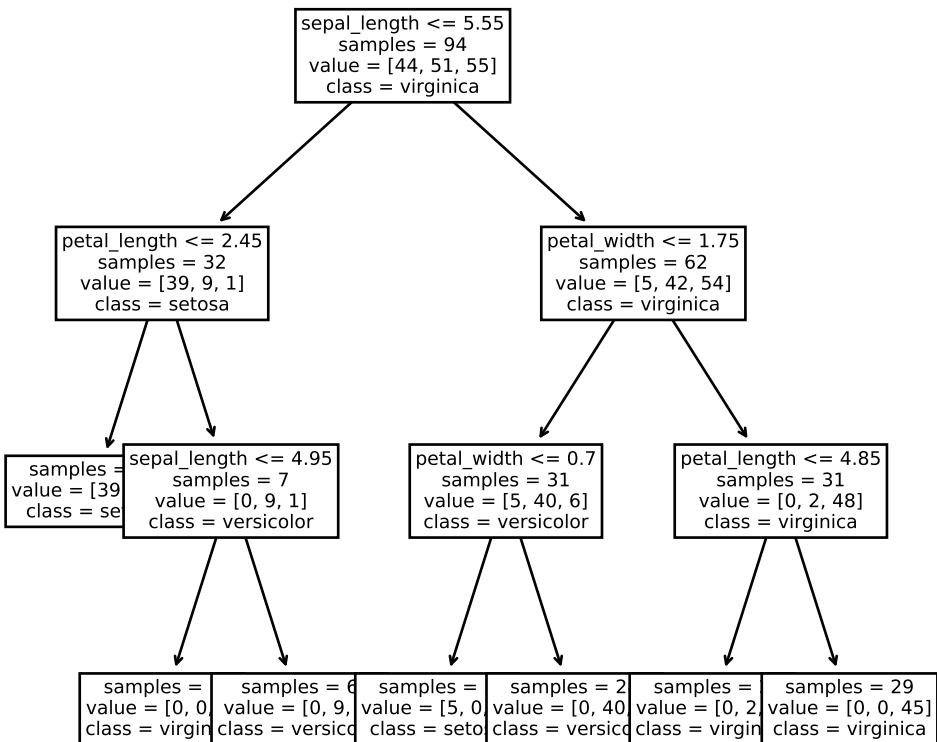 sepal_length <= 5.55
samples = 94
value = [44, 51, 55]
class = virginica
petal_length <= 2.45
samples = 32
value = [39, 9, 1]
class = setosa
petal_width <= 1.75
samples = 62
value = [5, 42, 54]
class = virginica
samples =
value = [39
class =
sepal_length <= 4.95
samples = 7
value = [0, 9, 1]
class = versicolor
petal_width <= 0.7
samples = 31
value = [5, 40, 6]
class = versicolor
petal_length <= 4.85
samples = 31
value = [0, 2, 48]
class = virginica
samples =
value = [0, 0,
class =
samples = 6
value = [0, 9,
class =
samples =
value = [5, 0,
class =
samples = 2
value = [0, 40,
class =
samples =
value = [0, 2,
class =
samples = 29
value = [0, 0, 45]
class = virginica